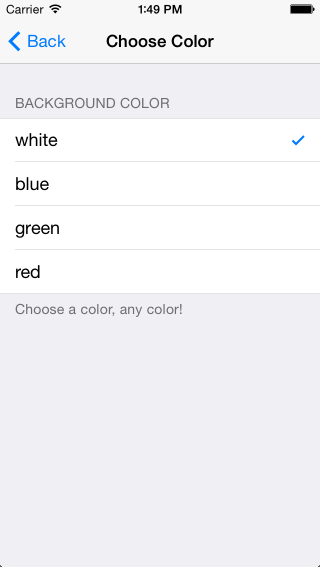 Carrier 1:49 PM
Back Choose Color
BACKGROUND COLOR
white
blue
green
red
Choose a color, any color!